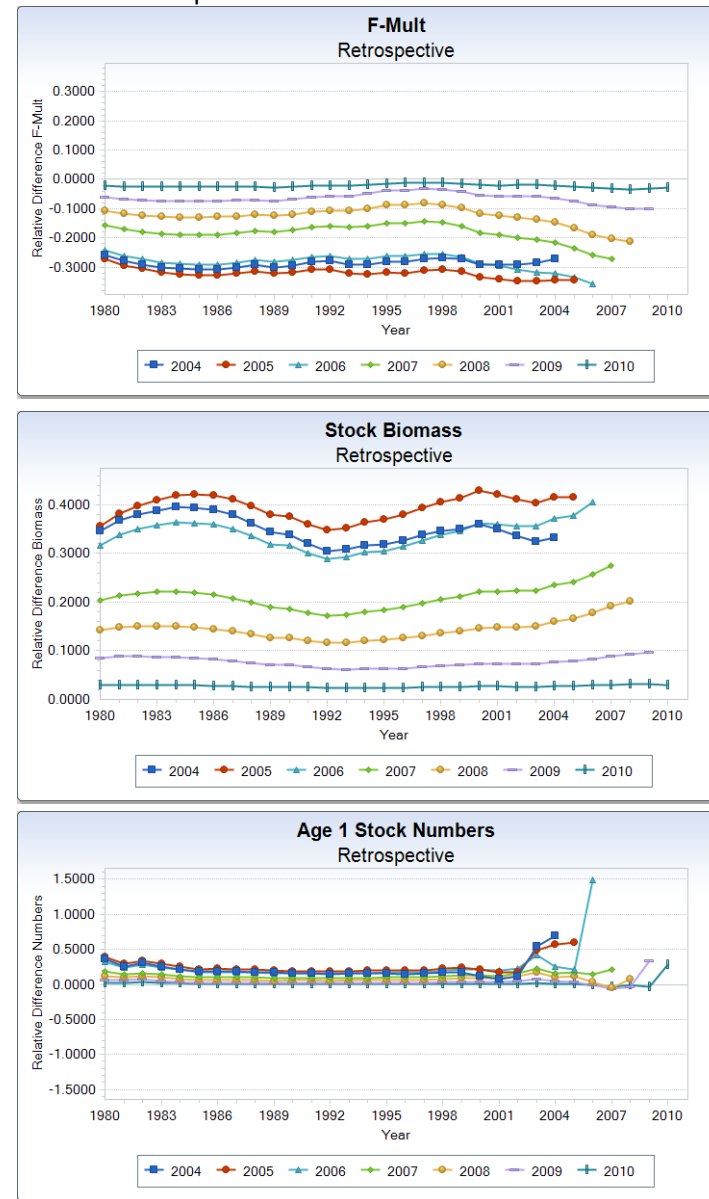 F-Mult
Retrospective
0.3000
0.2000
0.1000
0.0000
-0.1000
-0.2000
-0.3000
Relative Difference F-Mult
1980 1983 1986 1989 1992 1995 1998 2001 2004 2007 2010
Year
2004 2005 2006 2007 2008 2009 2010
Stock Biomass
Retrospective
0.4000
0.3000
0.2000
0.1000
0.0000
Relative Difference Biomass
1980 1983 1986 1989 1992 1995 1998 2001 2004 2007 2010
Year
2004 2005 2006 2007 2008 2009 2010
Age 1 Stock Numbers
Retrospective
1.5000
1.0000
0.5000
0.0000
-0.5000
-1.0000
-1.5000
Relative Difference Numbers
1980 1983 1986 1989 1992 1995 1998 2001 2004 2007 2010
Year
2004 2005 2006 2007 2008 2009 2010